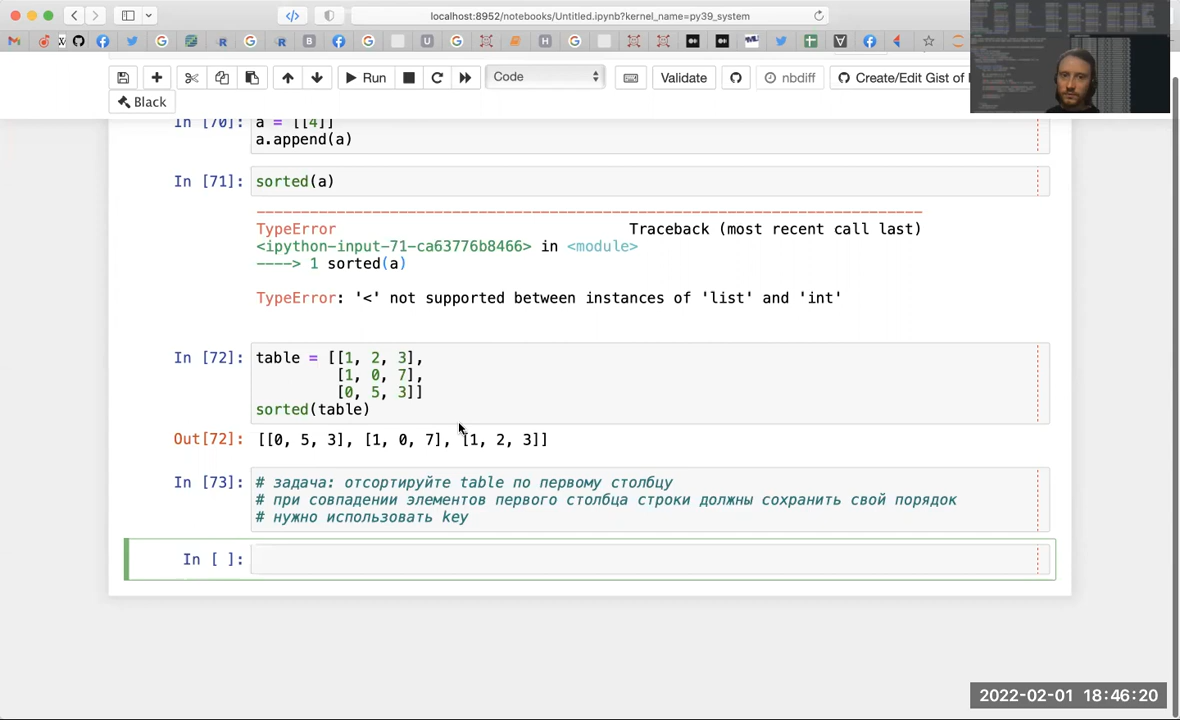 localhost:8952/notebooks/Untitled.ipynb?kernel_name=py39_system
Run
Code
Validate
nbdiff
Create/Edit Gist of
Black
In [70]: a = [[4]]
a.append(a)
In [71]: sorted(a)
---------------------------------------------------------------------------
TypeError Traceback (most recent call last)
<ipython-input-71-ca63776b8466> in <module>
----> 1 sorted(a)
TypeError: '<' not supported between instances of 'list' and 'int'
In [72]: table = [[1, 2, 3],
[1, 0, 7],
[0, 5, 3]]
sorted(table)
Out[72]: [[0, 5, 3], [1, 0, 7], [1, 2, 3]]
In [73]: # задача: отсортируйте table по первому столбцу
# при совпадении элементов первого столбца строки должны сохранить свой порядок
# нужно использовать key
In [ ]:
2022-02-01 18:46:20